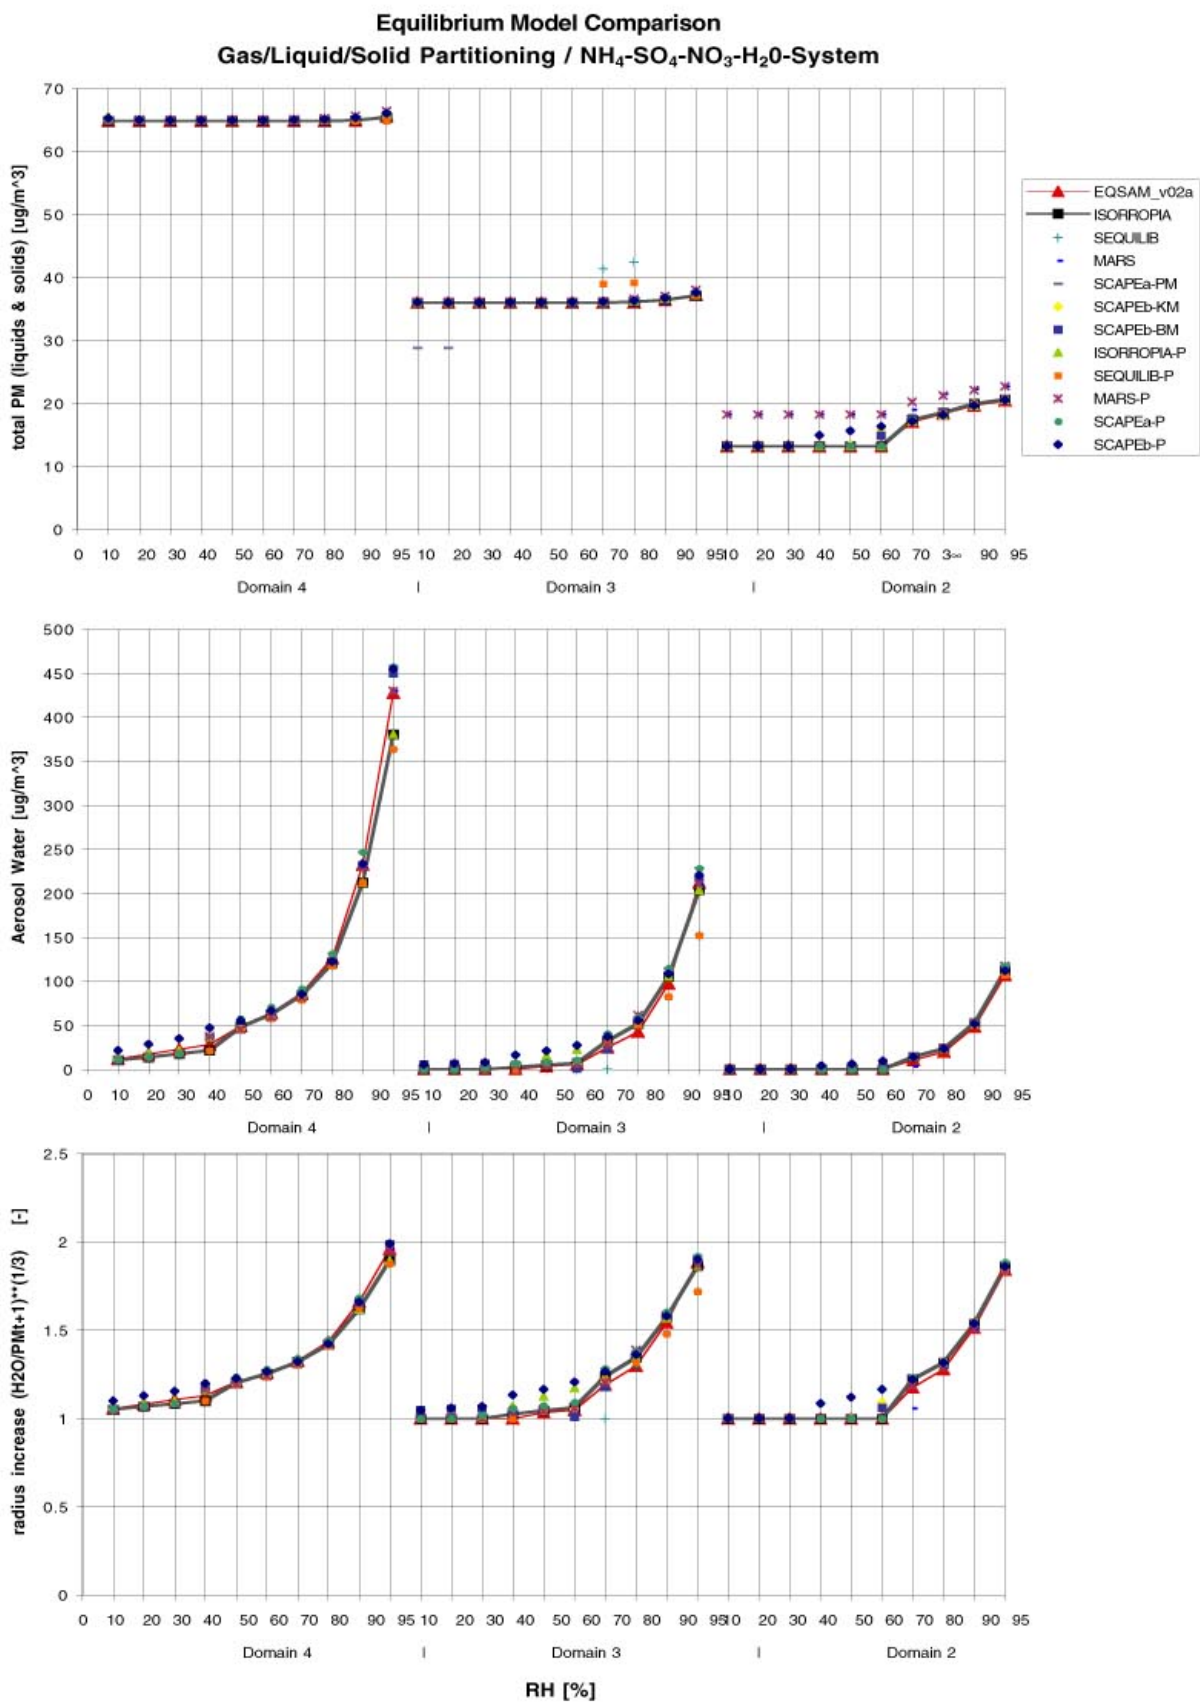 Equilibrium Model Comparison
Gas/Liquid/Solid Partitioning / NH₄-SO₄-NO₃-H₂0-System
total PM (liquids & solids) [ug/m^3]
70
60
50
40
30
20
10
0
0 10 20 30 40 50 60 70 80 90 95 10 20 30 40 50 60 70 80 90 95 10 20 30 40 50 60 70 3∞ 90 95
Domain 4 | Domain 3 | Domain 2
EQSAM_v02a
ISORROPIA
SEQUILIB
MARS
SCAPEa-PM
SCAPEb-KM
SCAPEb-BM
ISORROPIA-P
SEQUILIB-P
MARS-P
SCAPEa-P
SCAPEb-P
Aerosol Water [ug/m^3]
500
450
400
350
300
250
200
150
100
50
0
0 10 20 30 40 50 60 70 80 90 95 10 20 30 40 50 60 70 80 90 95 10 20 30 40 50 60 70 80 90 95
Domain 4 | Domain 3 | Domain 2
radius increase (H2O/PMt+1)**(1/3) [-]
2.5
2
1.5
1
0.5
0
0 10 20 30 40 50 60 70 80 90 95 10 20 30 40 50 60 70 80 90 95 10 20 30 40 50 60 70 80 90 95
Domain 4 | Domain 3 | Domain 2
RH [%]